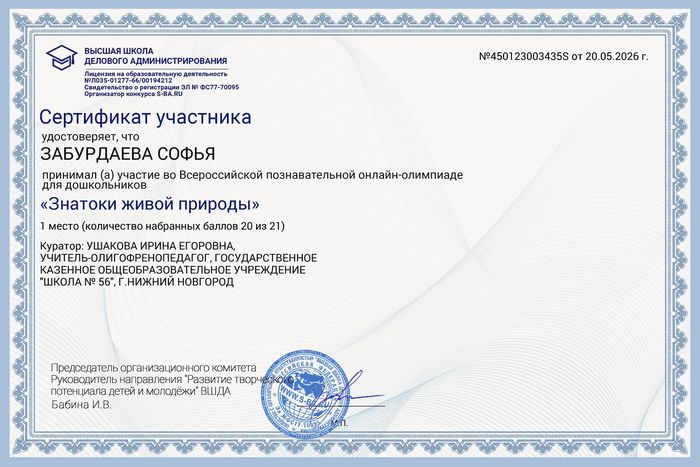 ВЫСШАЯ ШКОЛА
ДЕЛОВОГО АДМИНИСТРИРОВАНИЯ
Лицензия на образовательную деятельность
№Л035-01277-66/00194212
Свидетельство о регистрации ЭЛ № ФС77-70095
Организатор конкурса S-BA.RU
№450123003435S от 20.05.2026 г.
Сертификат участника
удостоверяет, что
ЗАБУРДАЕВА СОФЬЯ
принимал (а) участие во Всероссийской познавательной онлайн-олимпиаде
для дошкольников
«Знатоки живой природы»
1 место (количество набранных баллов 20 из 21)
Куратор: УШАКОВА ИРИНА ЕГОРОВНА,
УЧИТЕЛЬ-ОЛИГОФРЕНОПЕДАГОГ, ГОСУДАРСТВЕННОЕ
КАЗЕННОЕ ОБЩЕОБРАЗОВАТЕЛЬНОЕ УЧРЕЖДЕНИЕ
"ШКОЛА № 56", Г.НИЖНИЙ НОВГОРОД
Председатель организационного комитета
Руководитель направления "Развитие творческого
потенциала детей и молодёжи" ВШДА
Бабина И.В.
М.П.